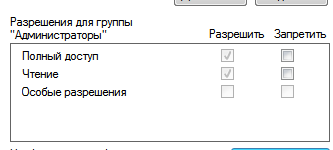 Разрешения для группы
"Администраторы" Разрешить Запретить
Полный доступ
Чтение
Особые разрешения